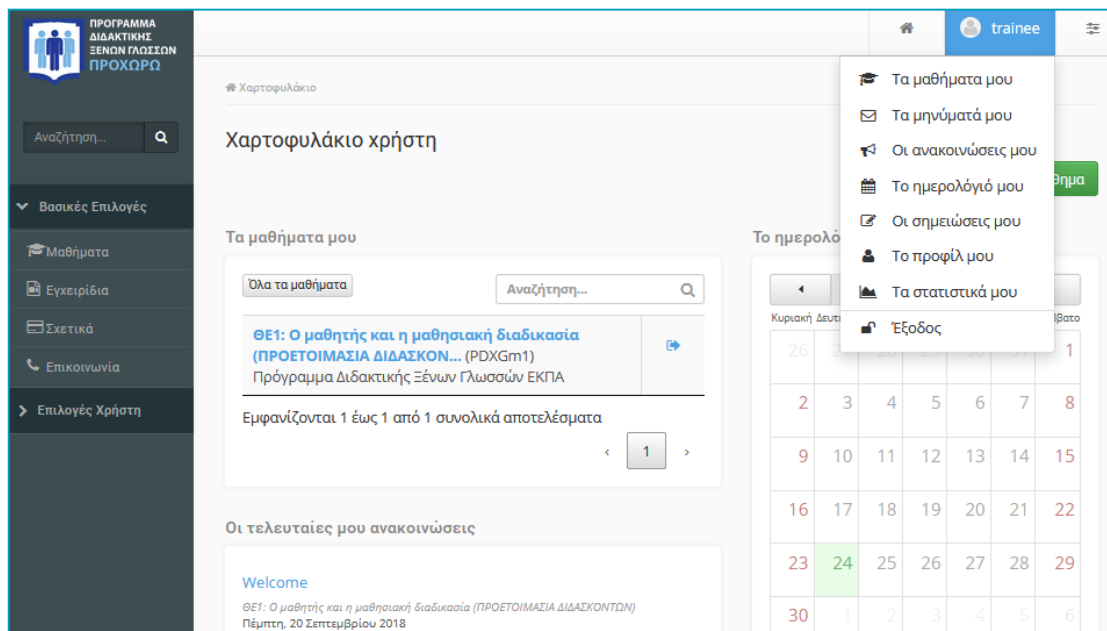 ΠΡΟΓΡΑΜΜΑ
ΔΙΔΑΚΤΙΚΗΣ
ΞΕΝΩΝ ΓΛΩΣΣΩΝ
ΠΡΟΧΩΡΩ
Αναζήτηση...
Βασικές Επιλογές
Μαθήματα
Εγχειρίδια
Σχετικά
Επικοινωνία
Επιλογές Χρήστη
trainee
Τα μαθήματα μου
Τα μηνύματά μου
Οι ανακοινώσεις μου
Το ημερολόγιό μου
Οι σημειώσεις μου
Το προφίλ μου
Τα στατιστικά μου
Έξοδος
Χαρτοφυλάκιο
Χαρτοφυλάκιο χρήστη
Τα μαθήματα μου
Όλα τα μαθήματα
Αναζήτηση...
ΘΕ1: Ο μαθητής και η μαθησιακή διαδικασία
(ΠΡΟΕΤΟΙΜΑΣΙΑ ΔΙΔΑΣΚΟΝ... (PDXGm1)
Πρόγραμμα Διδακτικής Ξένων Γλωσσών ΕΚΠΑ
Εμφανίζονται 1 έως 1 από 1 συνολικά αποτελέσματα
‹ 1 ›
Οι τελευταίες μου ανακοινώσεις
Welcome
ΘΕ1: Ο μαθητής και η μαθησιακή διαδικασία (ΠΡΟΕΤΟΙΜΑΣΙΑ ΔΙΔΑΣΚΟΝΤΩΝ)
Πέμπτη, 20 Σεπτεμβρίου 2018
Το
Κυριακή
26 1
2 3 4 5 6 7 8
9 10 11 12 13 14 15
16 17 18 19 20 21 22
23 24 25 26 27 28 29
30 1 2 3 4 5 6